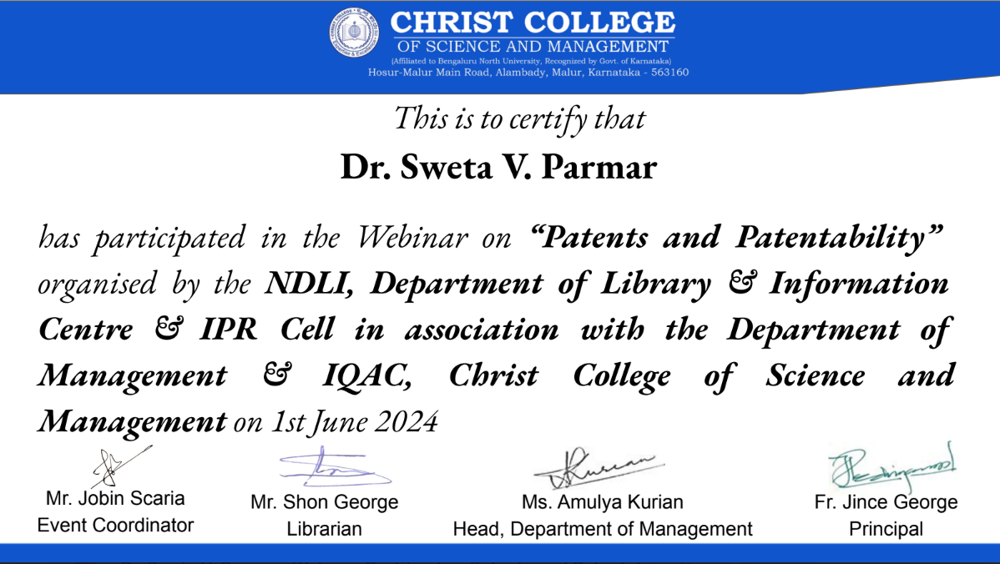 CHRIST COLLEGE
OF SCIENCE AND MANAGEMENT
(Affiliated to Bengaluru North University, Recognized by Govt. of Karnataka)
Hosur-Malur Main Road, Alambady, Malur, Karnataka - 563160
This is to certify that
Dr. Sweta V. Parmar
has participated in the Webinar on “Patents and Patentability”
organised by the NDLI, Department of Library & Information
Centre & IPR Cell in association with the Department of
Management & IQAC, Christ College of Science and
Management on 1st June 2024
Mr. Jobin Scaria
Event Coordinator
Mr. Shon George
Librarian
Ms. Amulya Kurian
Head, Department of Management
Fr. Jince George
Principal